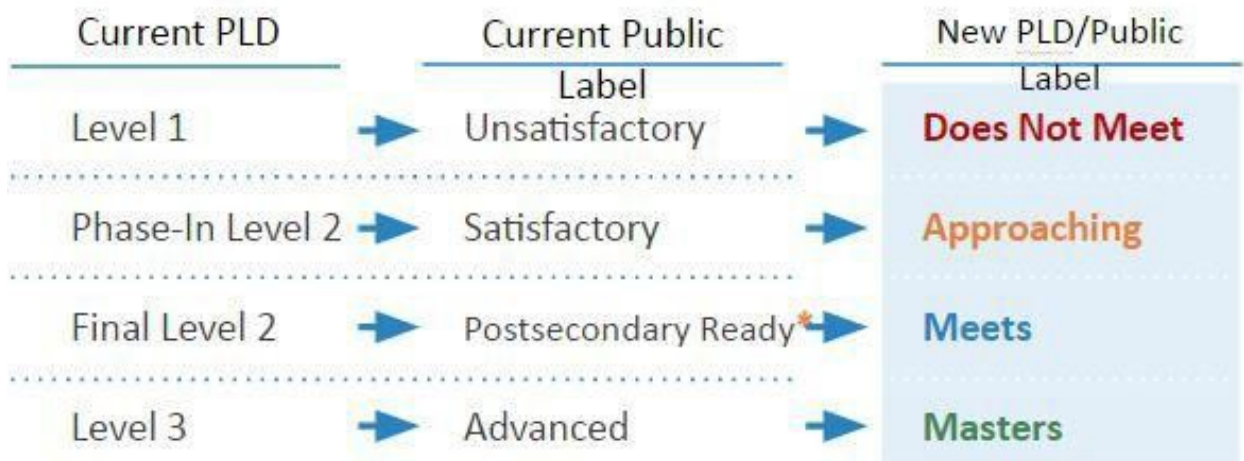 Current PLD Current Public Label New PLD/Public Label
Level 1 Unsatisfactory Does Not Meet
Phase-In Level 2 Satisfactory Approaching
Final Level 2 Postsecondary Ready* Meets
Level 3 Advanced Masters